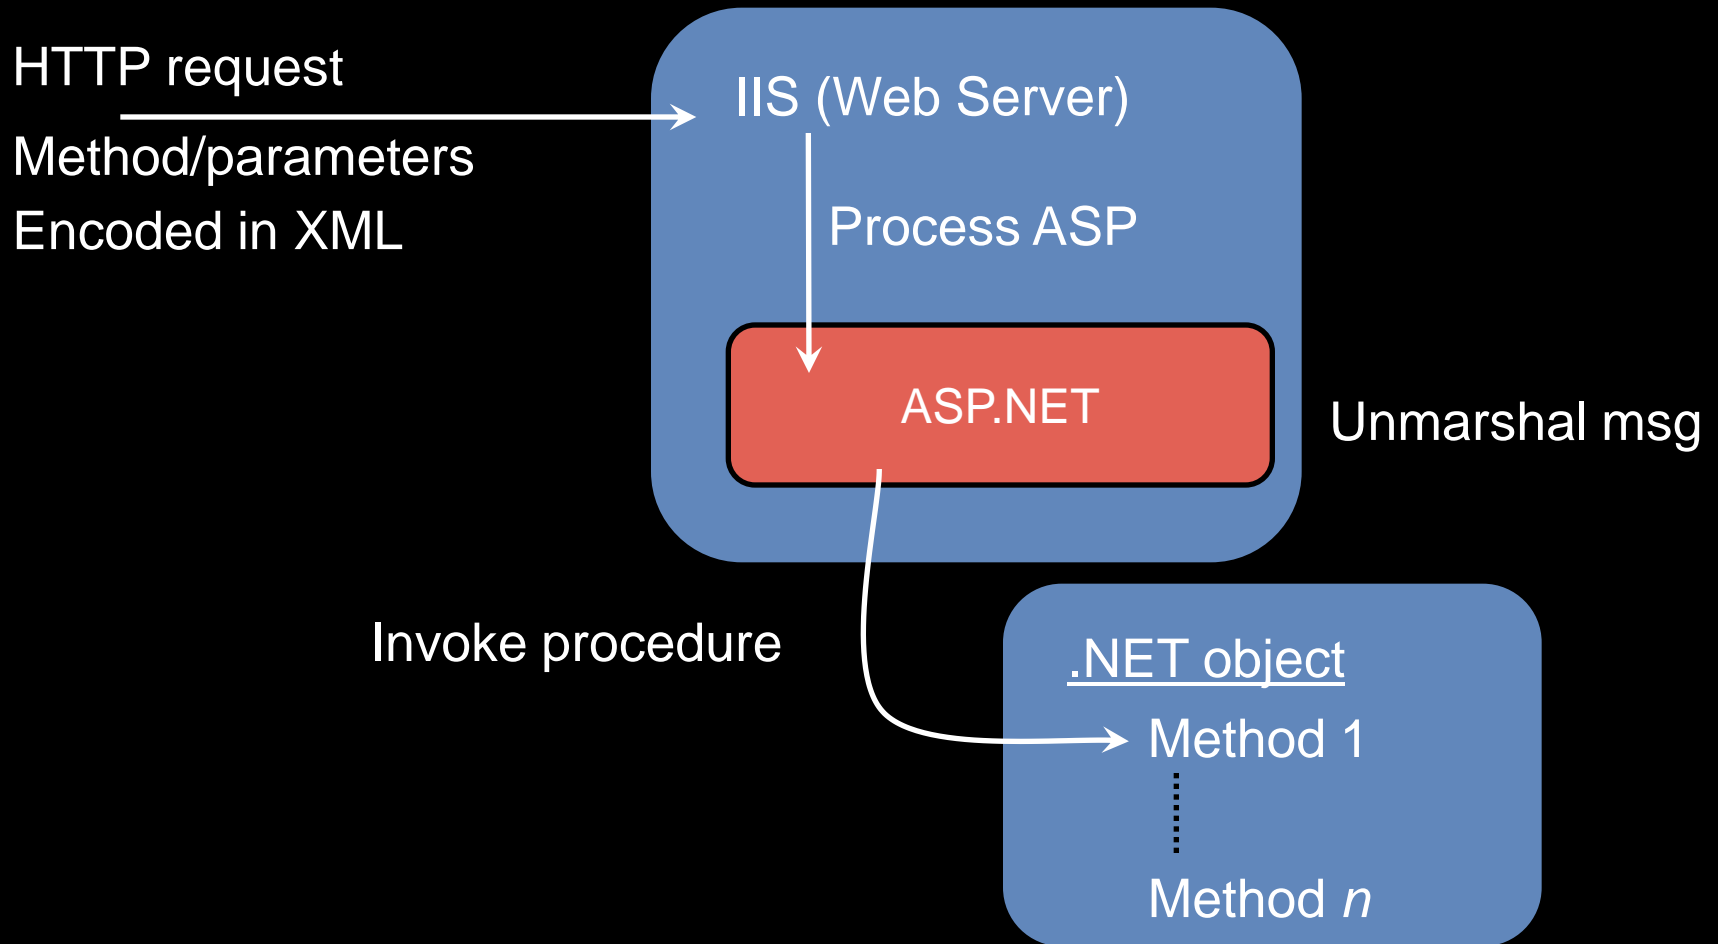 HTTP request
Method/parameters
Encoded in XML
IIS (Web Server)
Process ASP
ASP.NET
Unmarshal msg
Invoke procedure
.NET object
Method 1
Method n